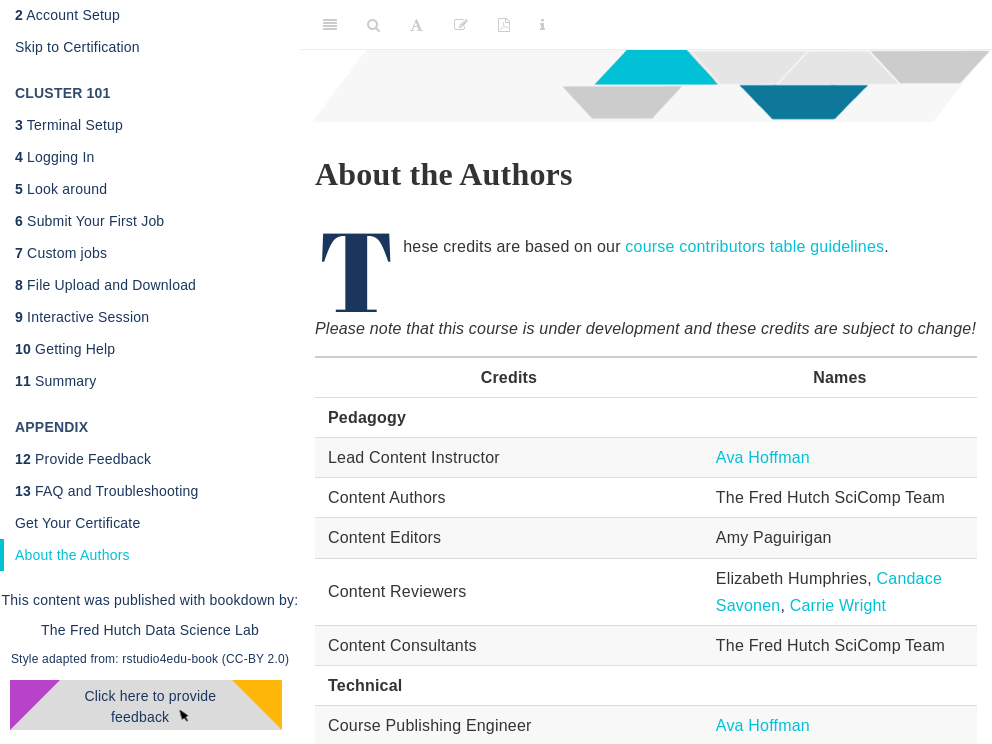 2 Account Setup
Skip to Certification
CLUSTER 101
3 Terminal Setup
4 Logging In
5 Look around
6 Submit Your First Job
7 Custom jobs
8 File Upload and Download
9 Interactive Session
10 Getting Help
11 Summary
APPENDIX
12 Provide Feedback
13 FAQ and Troubleshooting
Get Your Certificate
About the Authors
This content was published with bookdown by:
The Fred Hutch Data Science Lab
Style adapted from: rstudio4edu-book (CC-BY 2.0)
Click here to provide
feedback
About the Authors
These credits are based on our course contributors table guidelines.
Please note that this course is under development and these credits are subject to change!
Credits Names
Pedagogy
Lead Content Instructor Ava Hoffman
Content Authors The Fred Hutch SciComp Team
Content Editors Amy Paguirigan
Content Reviewers Elizabeth Humphries, Candace
Savonen, Carrie Wright
Content Consultants The Fred Hutch SciComp Team
Technical
Course Publishing Engineer Ava Hoffman